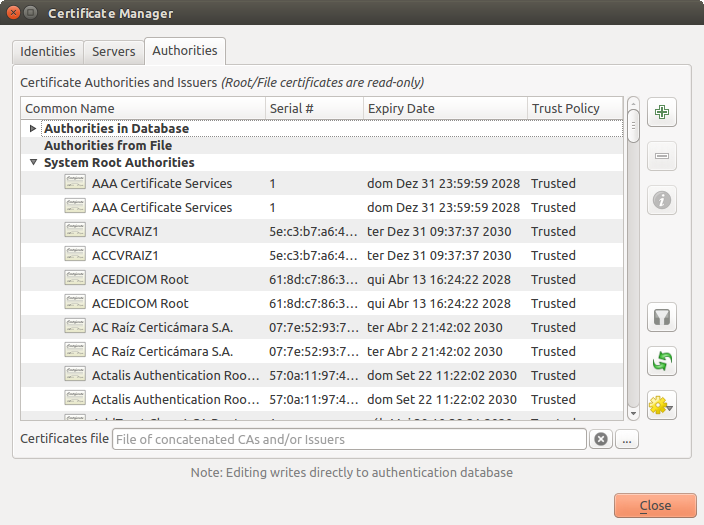 Certificate Manager
Identities Servers Authorities
Certificate Authorities and Issuers (Root/File certificates are read-only)
Common Name Serial # Expiry Date Trust Policy
Authorities in Database
Authorities from File
System Root Authorities
AAA Certificate Services 1 dom Dez 31 23:59:59 2028 Trusted
AAA Certificate Services 1 dom Dez 31 23:59:59 2028 Trusted
ACCVRAIZ1 5e:c3:b7:a6:4... ter Dez 31 09:37:37 2030 Trusted
ACCVRAIZ1 5e:c3:b7:a6:4... ter Dez 31 09:37:37 2030 Trusted
ACEDICOM Root 61:8d:c7:86:3... qui Abr 13 16:24:22 2028 Trusted
ACEDICOM Root 61:8d:c7:86:3... qui Abr 13 16:24:22 2028 Trusted
AC Raíz Certicámara S.A. 07:7e:52:93:7... ter Abr 2 21:42:02 2030 Trusted
AC Raíz Certicámara S.A. 07:7e:52:93:7... ter Abr 2 21:42:02 2030 Trusted
Actalis Authentication Roo... 57:0a:11:97:4... dom Set 22 11:22:02 2030 Trusted
Actalis Authentication Roo... 57:0a:11:97:4... dom Set 22 11:22:02 2030 Trusted
Certificates file File of concatenated CAs and/or Issuers ...
Note: Editing writes directly to authentication database
Close